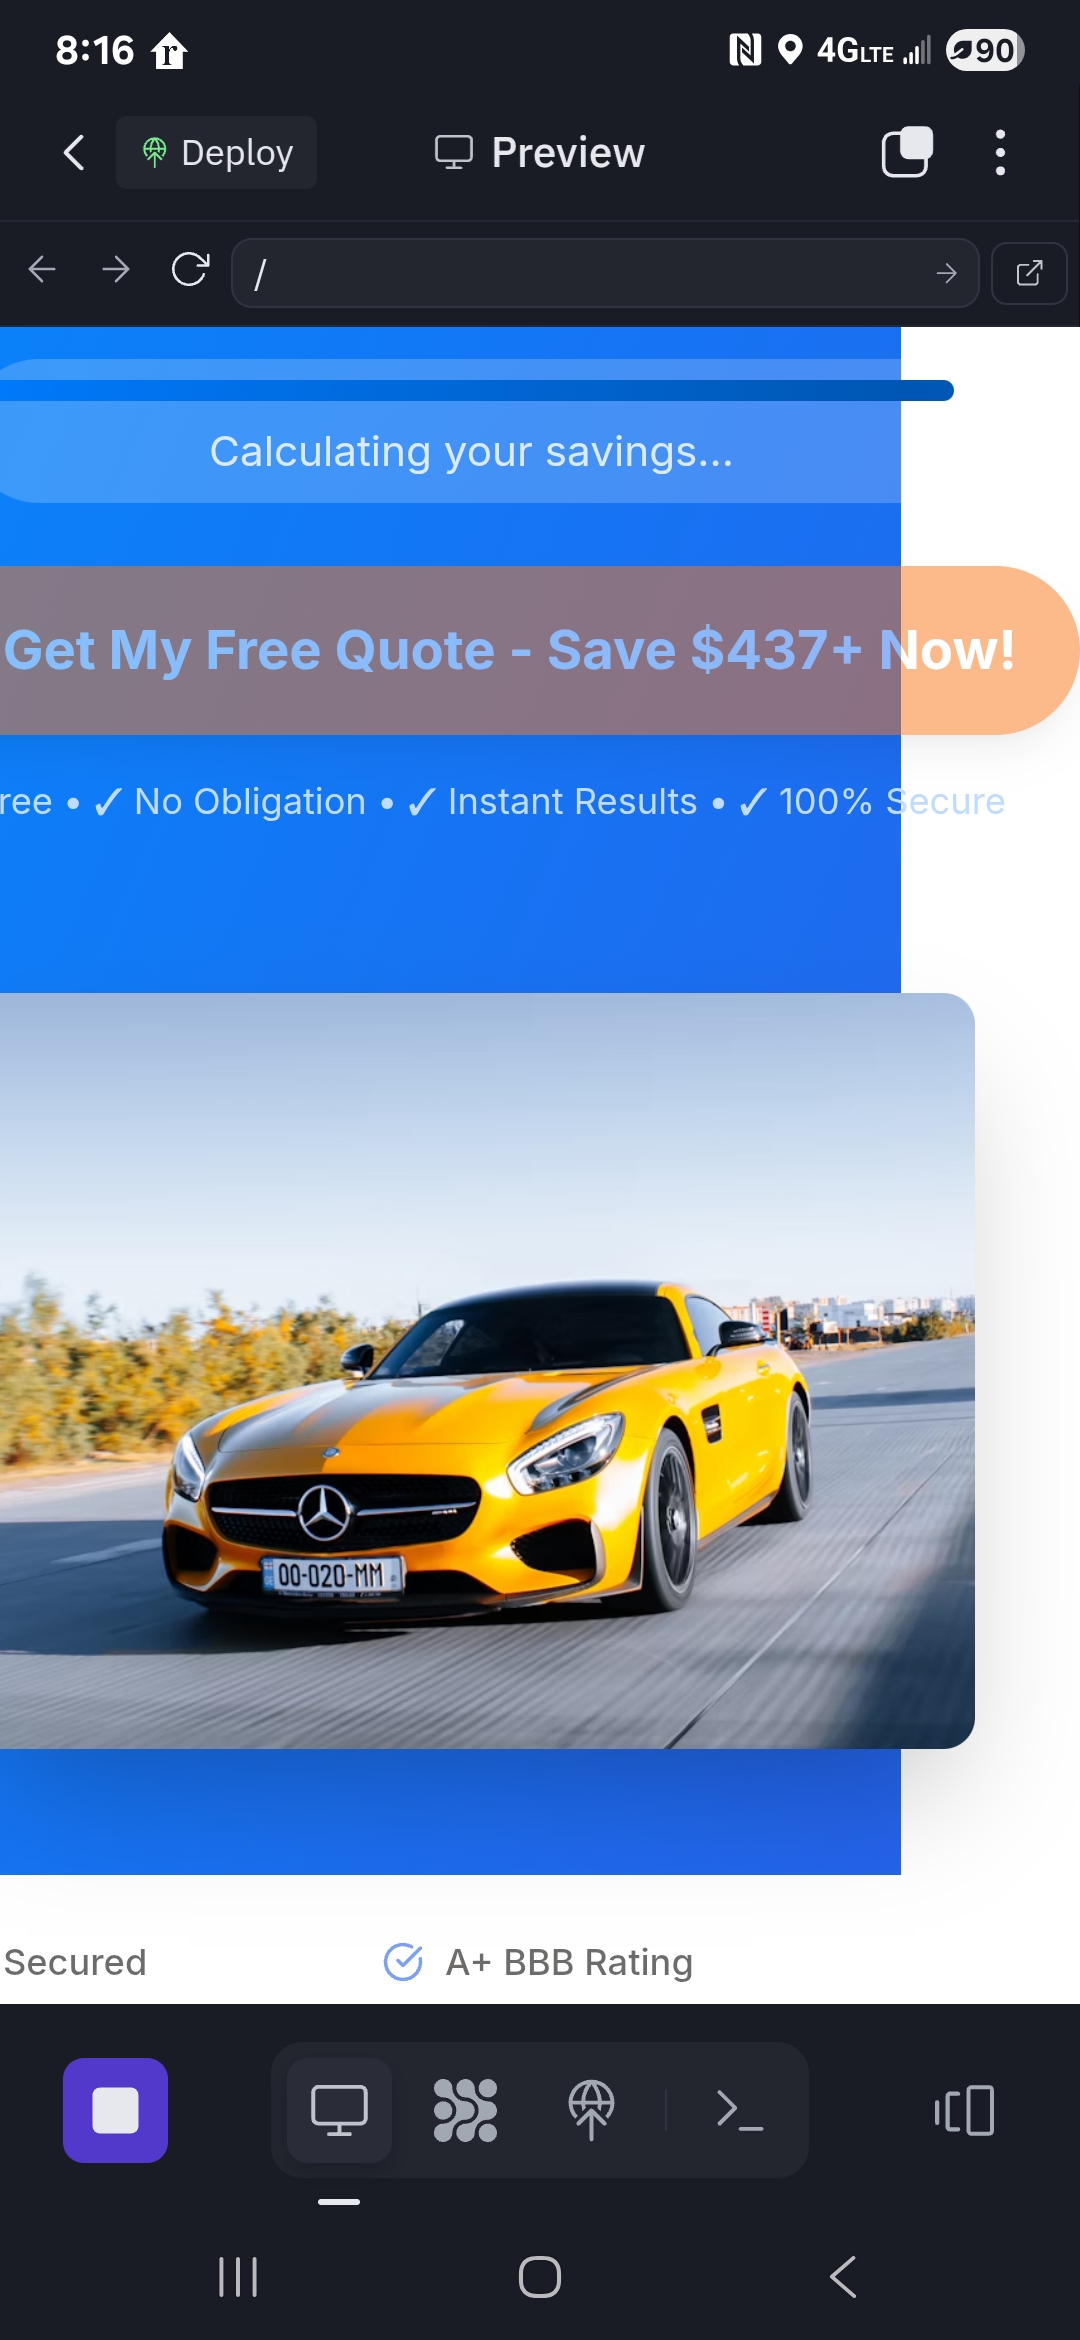 8:16
4G LTE
90
Deploy
Preview
/
Calculating your savings...
Get My Free Quote - Save $437+ Now!
ree • ✓ No Obligation • ✓ Instant Results • ✓ 100% Secure
00-020-MM
Secured
A+ BBB Rating